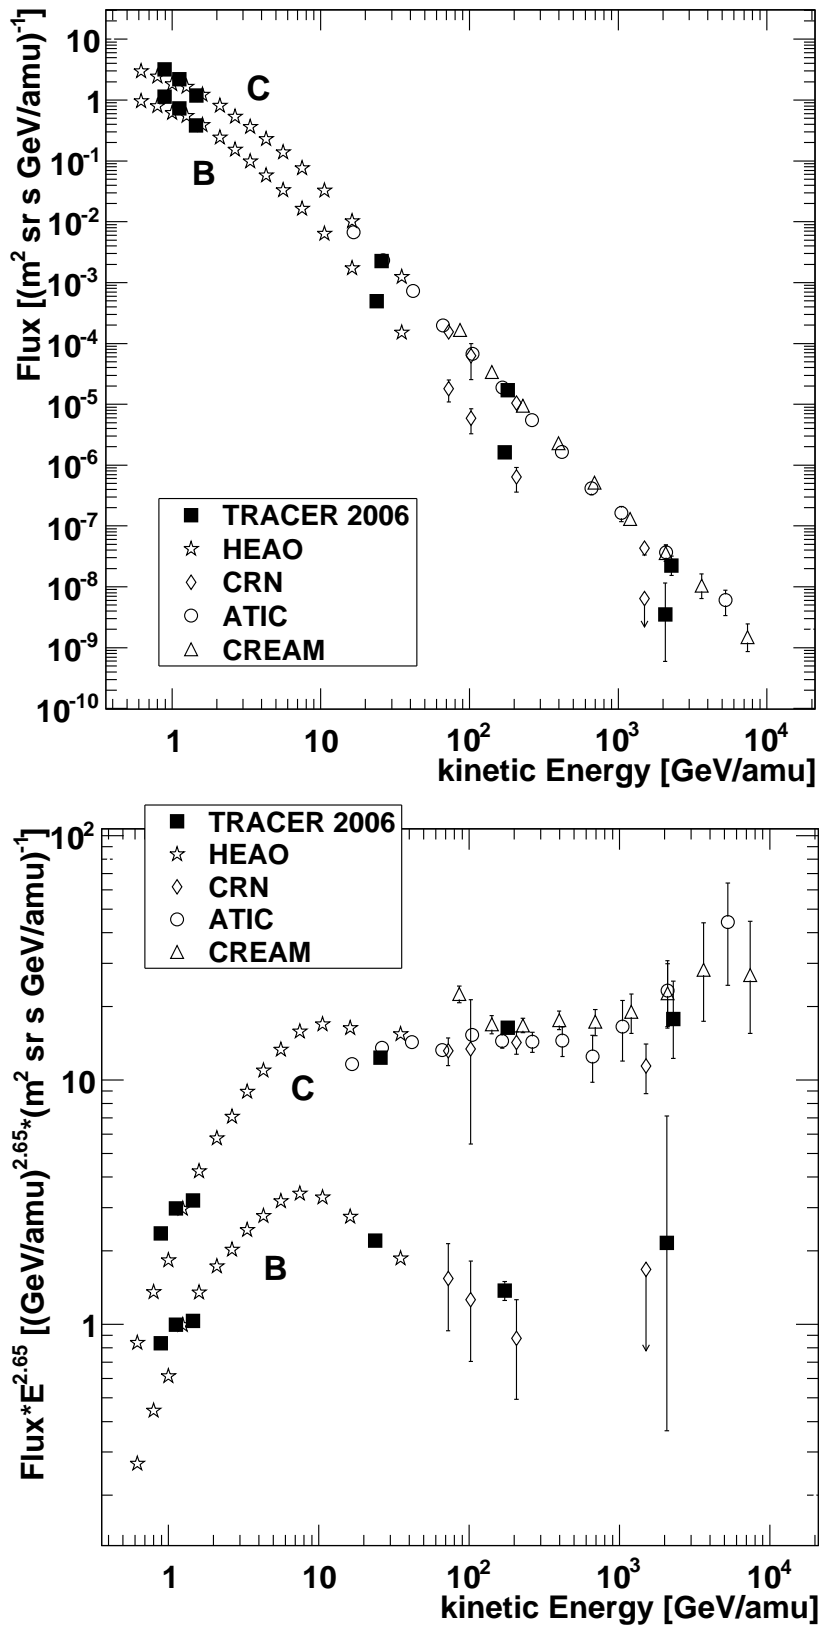 Flux [(m² sr s GeV/amu)⁻¹
10
1
10⁻¹
10⁻²
10⁻³
10⁻⁴
10⁻⁵
10⁻⁶
10⁻⁷
10⁻⁸
10⁻⁹
10⁻¹⁰
C
B
TRACER 2006
HEAO
CRN
ATIC
CREAM
1 10 10² 10³ 10⁴
kinetic Energy [GeV/amu]
Flux*E²·⁶⁵ [(GeV/amu)²·⁶⁵*(m² sr s GeV/amu)⁻¹]
10²
10
1
TRACER 2006
HEAO
CRN
ATIC
CREAM
C
B
1 10 10² 10³ 10⁴
kinetic Energy [GeV/amu]